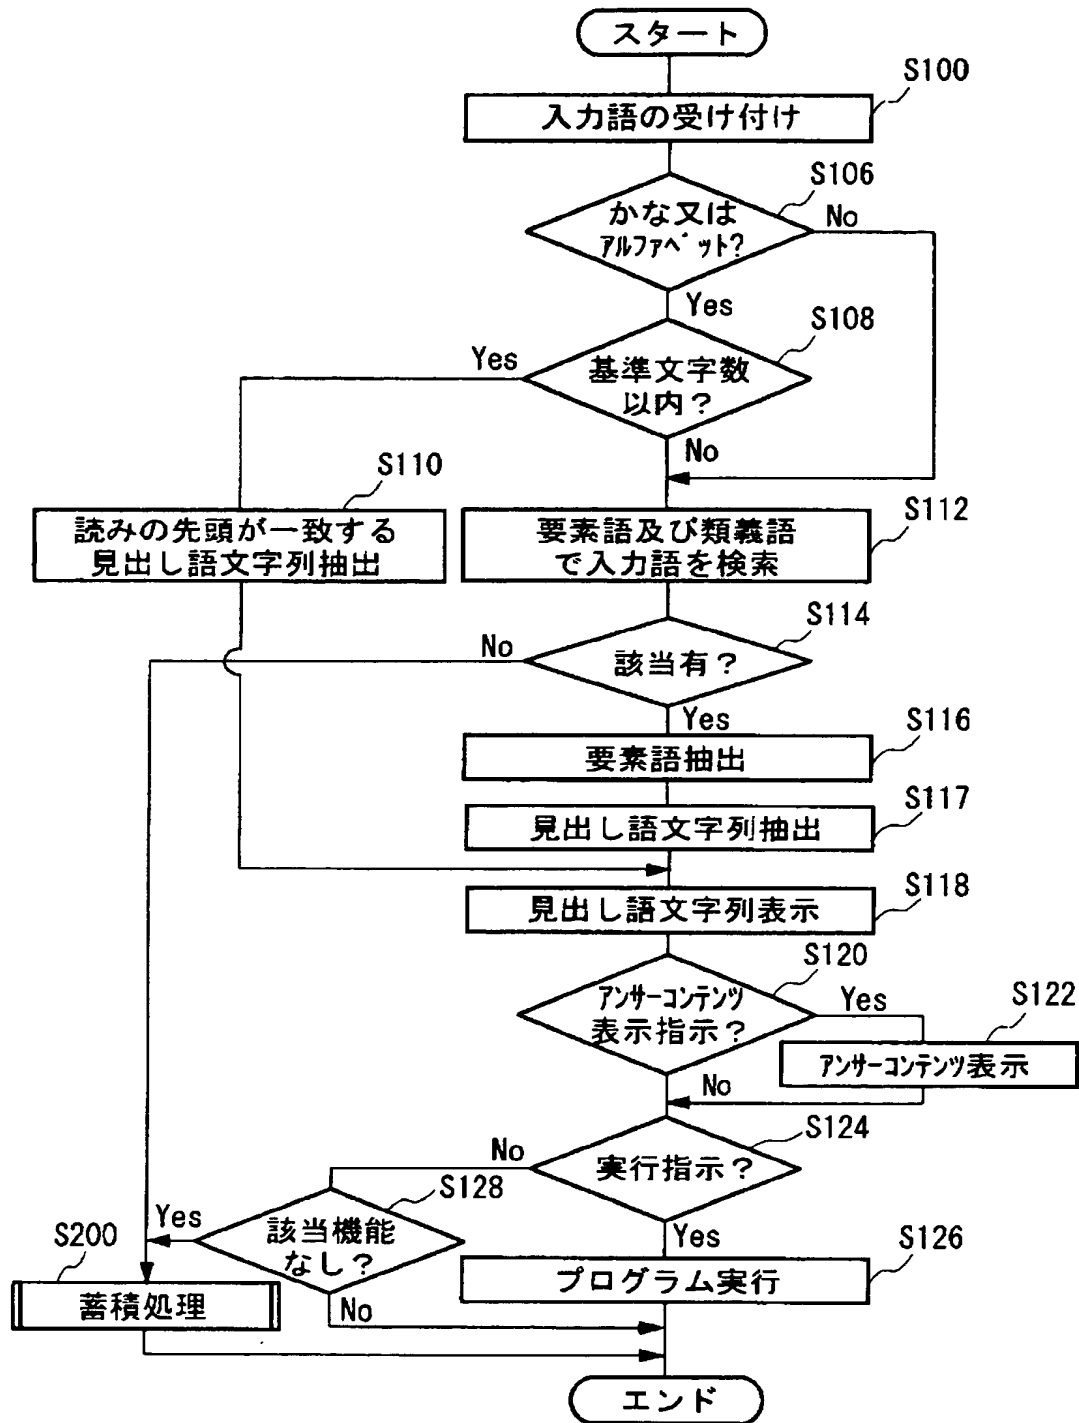 スタート
S100
入力語の受け付け
S106
かな又は
アルファベット?
No
Yes
S108
基準文字数
以内?
Yes
No
S110
読みの先頭が一致する
見出し語文字列抽出
S112
要素語及び類義語
で入力語を検索
S114
該当有?
No
Yes
S116
要素語抽出
S117
見出し語文字列抽出
S118
見出し語文字列表示
S120
アンサーコンテンツ
表示指示?
Yes
S122
アンサーコンテンツ表示
No
S124
実行指示?
No
S128
該当機能
なし?
Yes
Yes
S126
プログラム実行
S200
蓄積処理
No
エンド